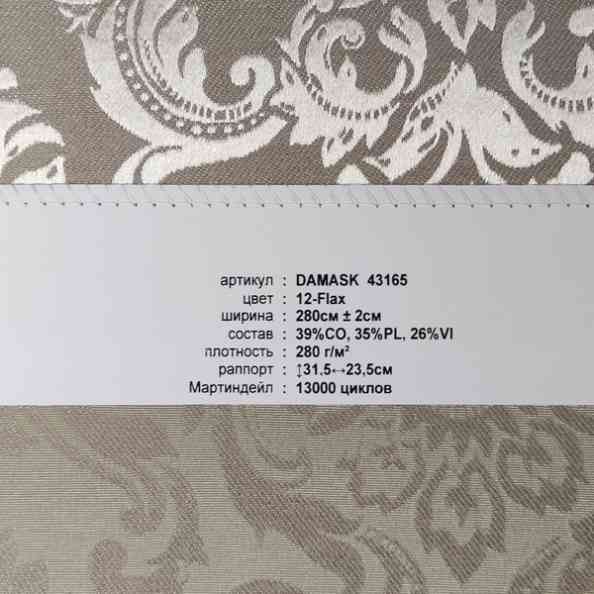 артикул : DAMASK 43165
цвет : 12-Flax
ширина : 280см ± 2см
состав : 39%CO, 35%PL, 26%VI
плотность : 280 г/м²
раппорт : ↕31.5↔23,5см
Мартиндейл : 13000 циклов